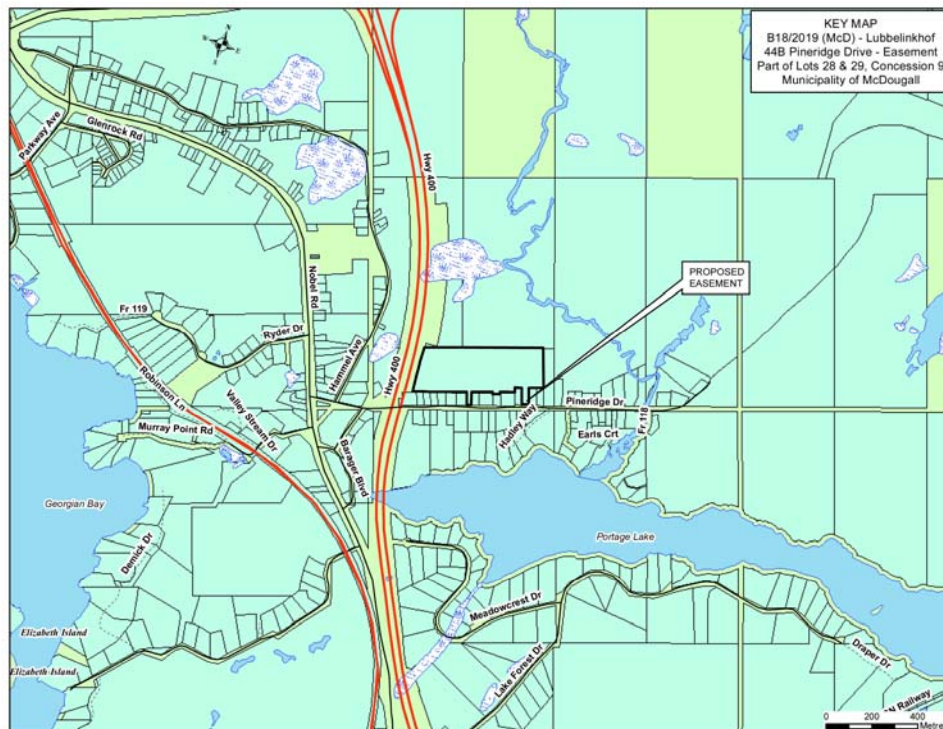 KEY MAP
B18/2019 (McD) - Lubbelinkhof
44B Pineridge Drive - Easement
Part of Lots 28 & 29, Concession 9
Municipality of McDougall
N
E
S
W
Parkway Ave
Glenrock Rd
Hwy 400
Nobel Rd
PROPOSED
EASEMENT
Fr 119
Ryder Dr
Hammel Ave
Hwy 400
Robinson Ln
Valley Stream Dr
Murray Point Rd
Barager Blvd
Hadley Way
Pineridge Dr
Earls Crt
Fr 118
Georgian Bay
Portage Lake
Demick Dr
Meadowcrest Dr
Elizabeth Island
Elizabeth Island
Lake Forest Dr
Draper Dr
N Railway
0 200 400
Metre